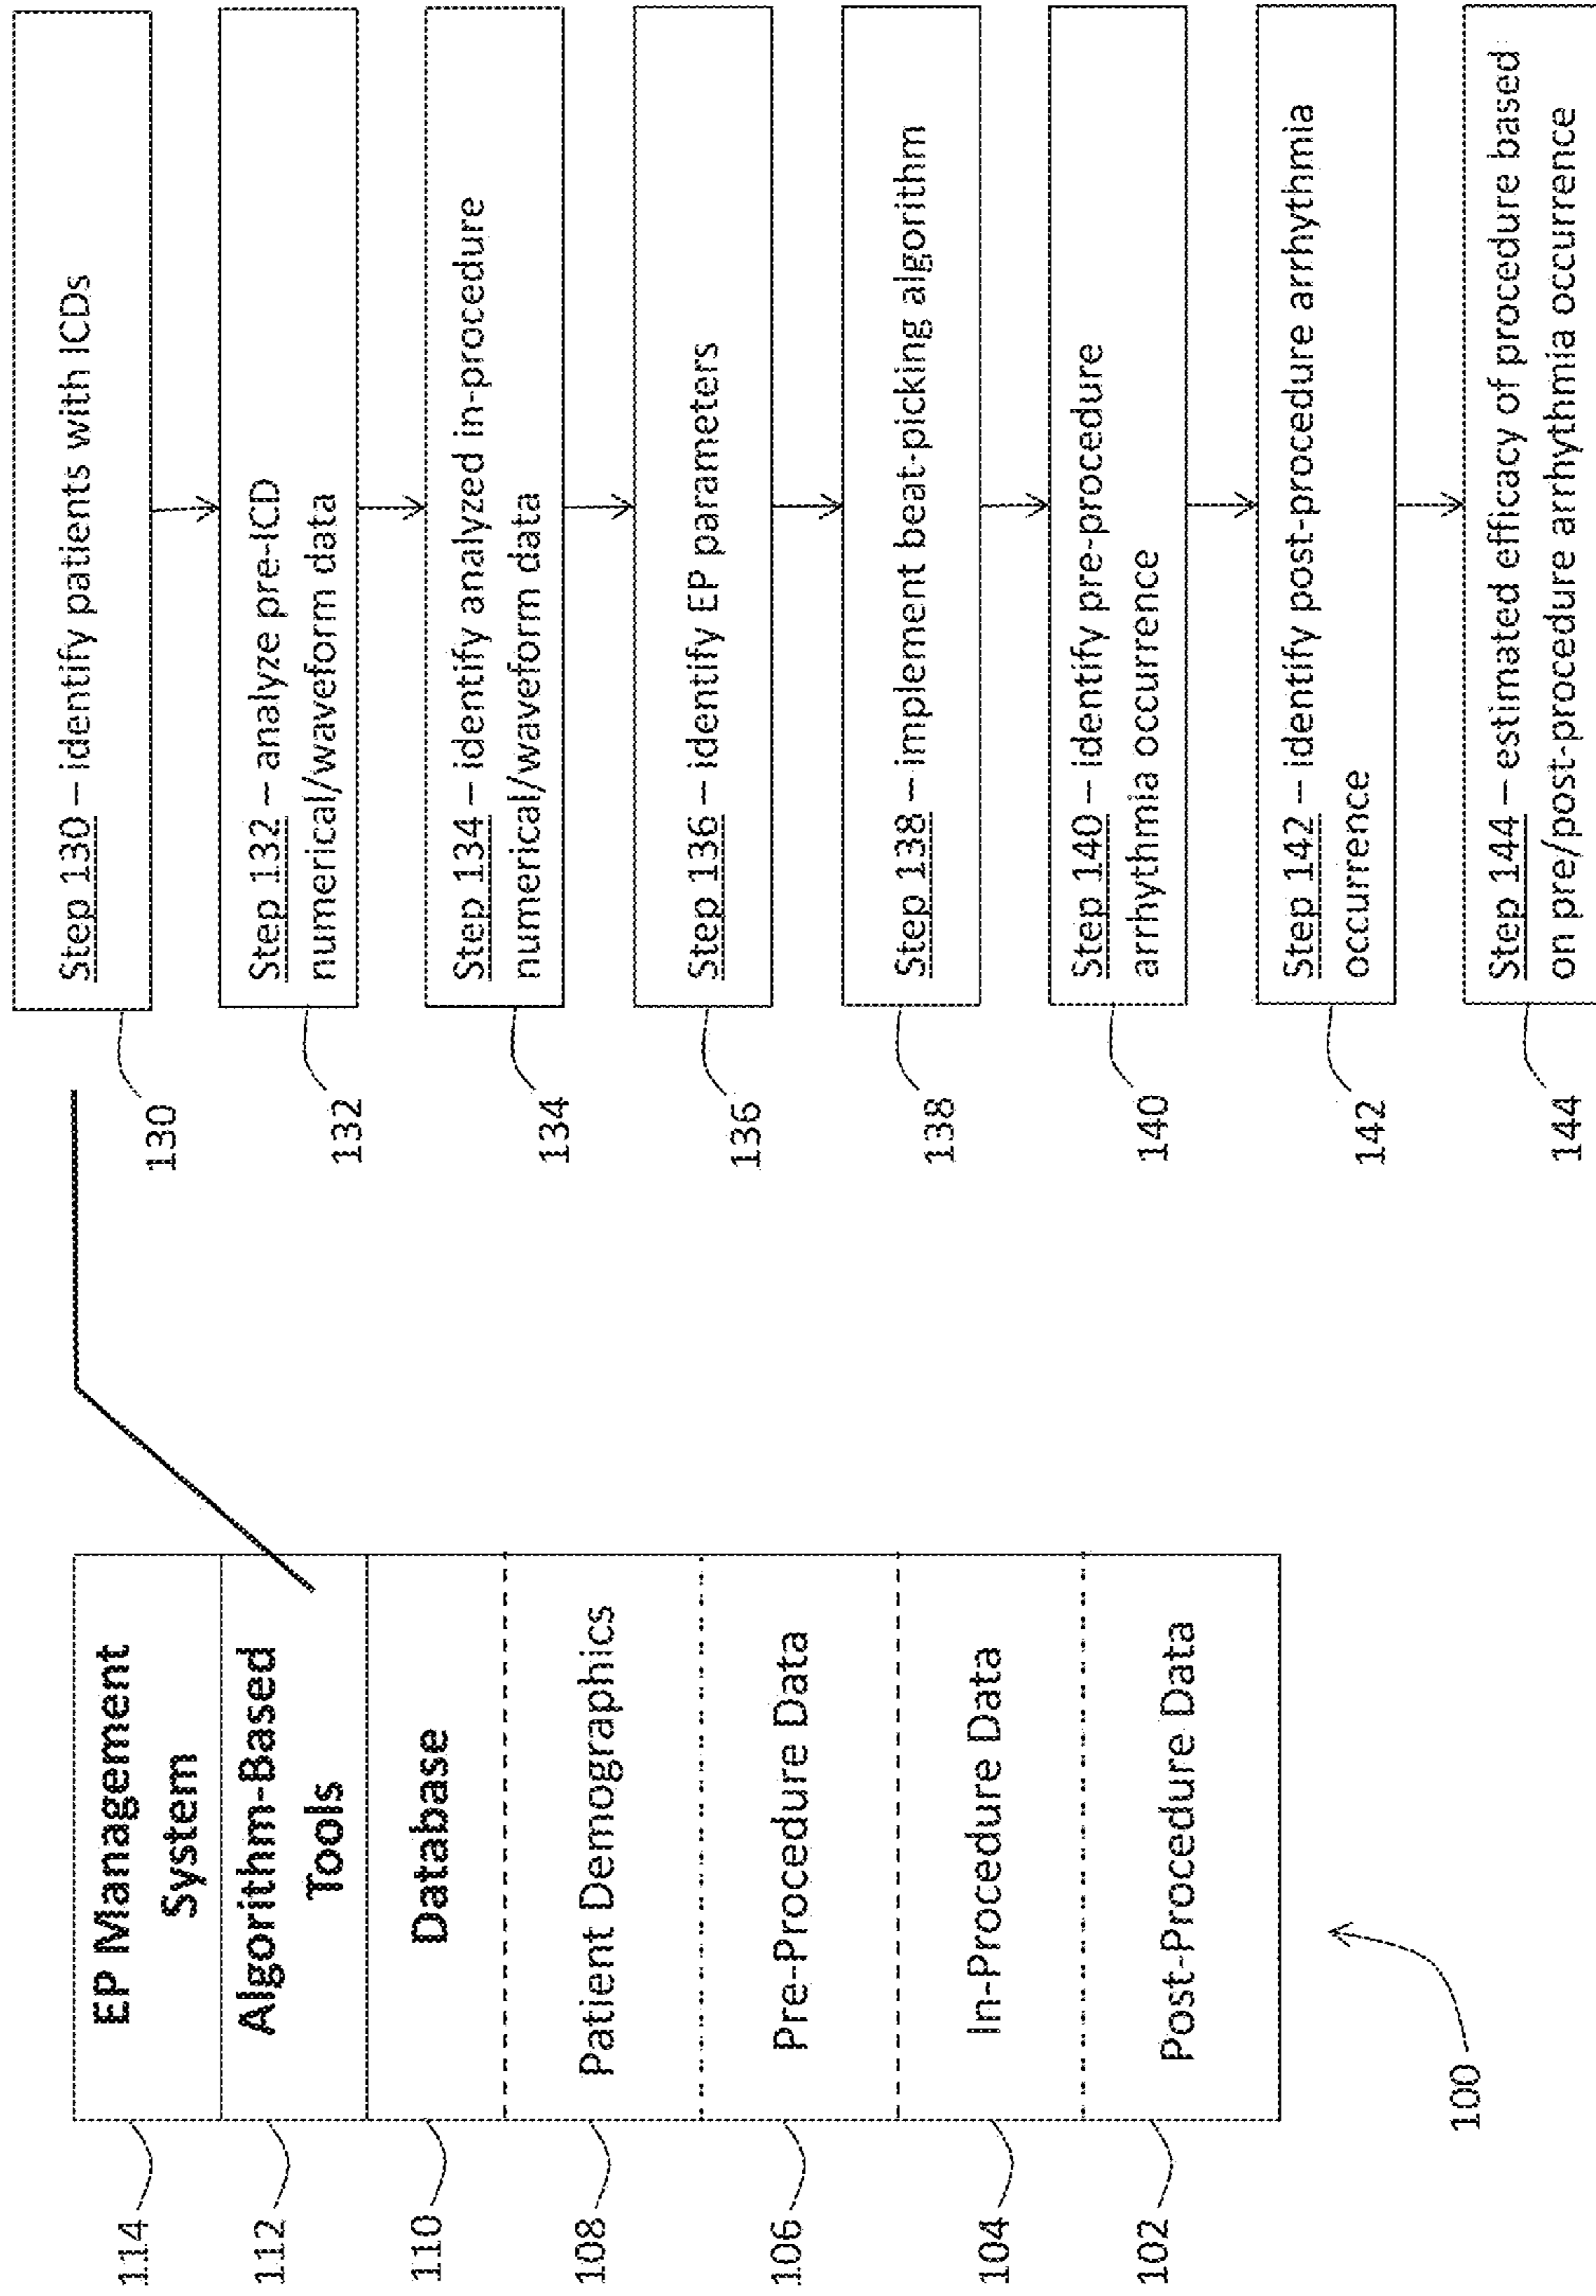 114
EP Management
System
112
Algorithm-Based
Tools
110
Database
108
Patient Demographics
106
Pre-Procedure Data
104
In-Procedure Data
102
Post-Procedure Data
100
130
Step 130 – identify patients with ICDs
132
Step 132 – analyze pre-ICD
numerical/waveform data
134
Step 134 – identify analyzed in-procedure
numerical/waveform data
136
Step 136 – identify EP parameters
138
Step 138 – implement beat-picking algorithm
140
Step 140 – identify pre-procedure
arrhythmia occurrence
142
Step 142 – identify post-procedure arrhythmia
occurrence
144
Step 144 – estimated efficacy of procedure based
on pre/post-procedure arrhythmia occurrence